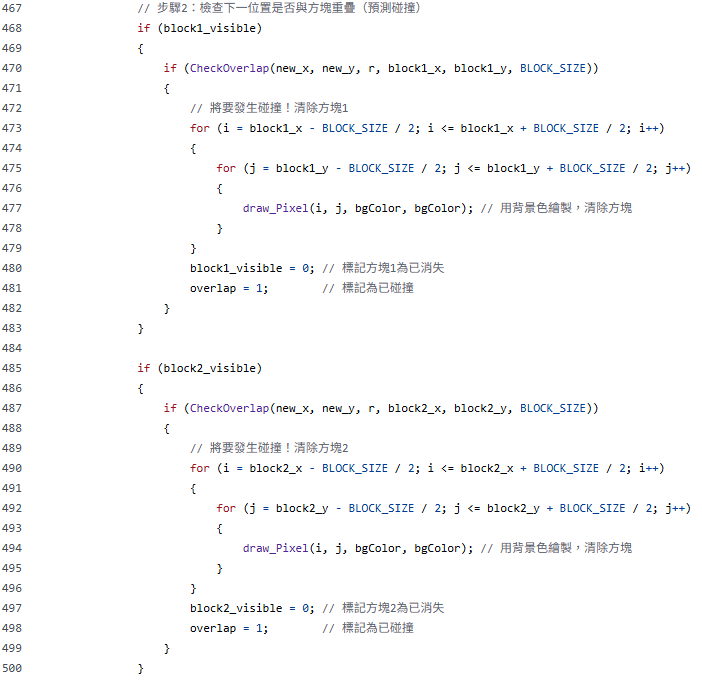 467 // 步驟2：檢查下一位置是否與方塊重疊（預測碰撞）
468 if (block1_visible)
469 {
470 if (CheckOverlap(new_x, new_y, r, block1_x, block1_y, BLOCK_SIZE))
471 {
472 // 將要發生碰撞！清除方塊1
473 for (i = block1_x - BLOCK_SIZE / 2; i <= block1_x + BLOCK_SIZE / 2; i++)
474 {
475 for (j = block1_y - BLOCK_SIZE / 2; j <= block1_y + BLOCK_SIZE / 2; j++)
476 {
477 draw_Pixel(i, j, bgColor, bgColor); // 用背景色繪製，清除方塊
478 }
479 }
480 block1_visible = 0; // 標記方塊1為已消失
481 overlap = 1; // 標記為已碰撞
482 }
483 }
484
485 if (block2_visible)
486 {
487 if (CheckOverlap(new_x, new_y, r, block2_x, block2_y, BLOCK_SIZE))
488 {
489 // 將要發生碰撞！清除方塊2
490 for (i = block2_x - BLOCK_SIZE / 2; i <= block2_x + BLOCK_SIZE / 2; i++)
491 {
492 for (j = block2_y - BLOCK_SIZE / 2; j <= block2_y + BLOCK_SIZE / 2; j++)
493 {
494 draw_Pixel(i, j, bgColor, bgColor); // 用背景色繪製，清除方塊
495 }
496 }
497 block2_visible = 0; // 標記方塊2為已消失
498 overlap = 1; // 標記為已碰撞
499 }
500 }